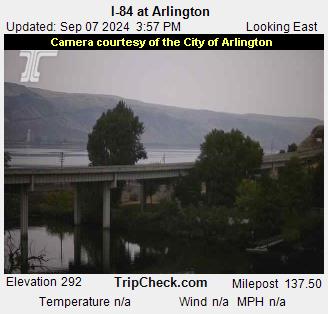 I-84 at Arlington
Updated: Sep 07 2024 3:57 PM Looking East
Camera courtesy of the City of Arlington
Elevation 292 TripCheck.com Milepost 137.50
Temperature n/a Wind n/a MPH n/a